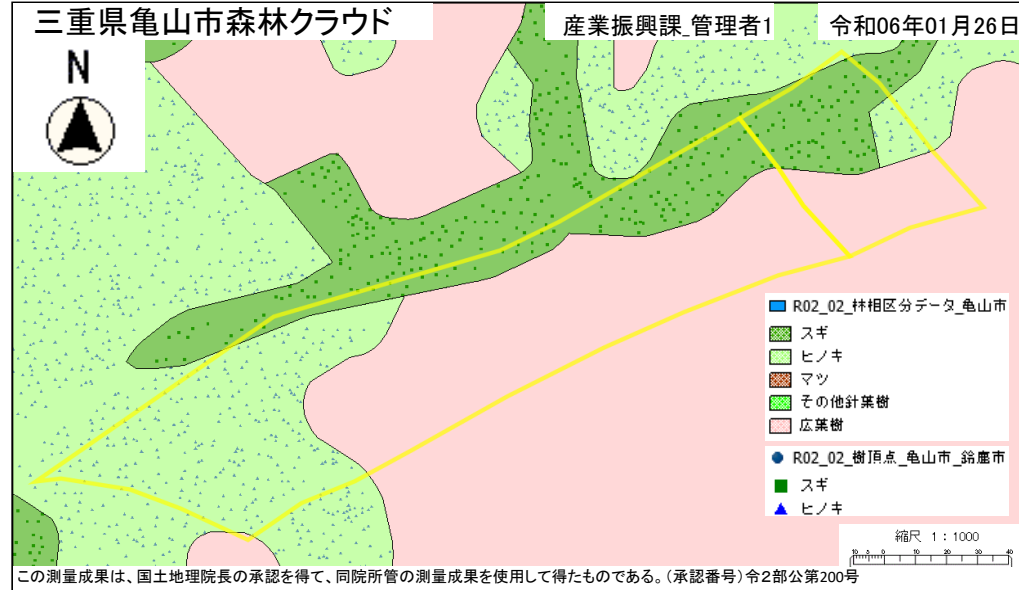 三重県亀山市森林クラウド
産業振興課_管理者1
令和06年01月26日
N
R02_02_林相区分データ_亀山市
スギ
ヒノキ
マツ
その他針葉樹
広葉樹
R02_02_樹頂点_亀山市_鈴鹿市
スギ
ヒノキ
縮尺 1:1000
10 5 0 10 20 30 40
この測量成果は、国土地理院長の承認を得て、同院所管の測量成果を使用して得たものである。(承認番号)令2部公第200号